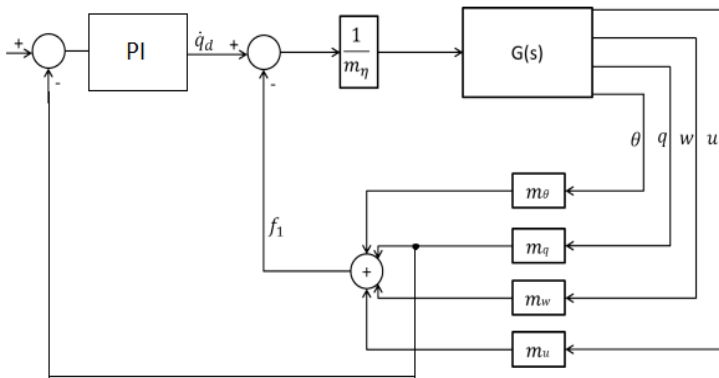 +
-
PI
q̇_d
+
-
1
m_η
G(s)
θ
q
w
u
m_θ
f_1
m_q
+
m_w
m_u